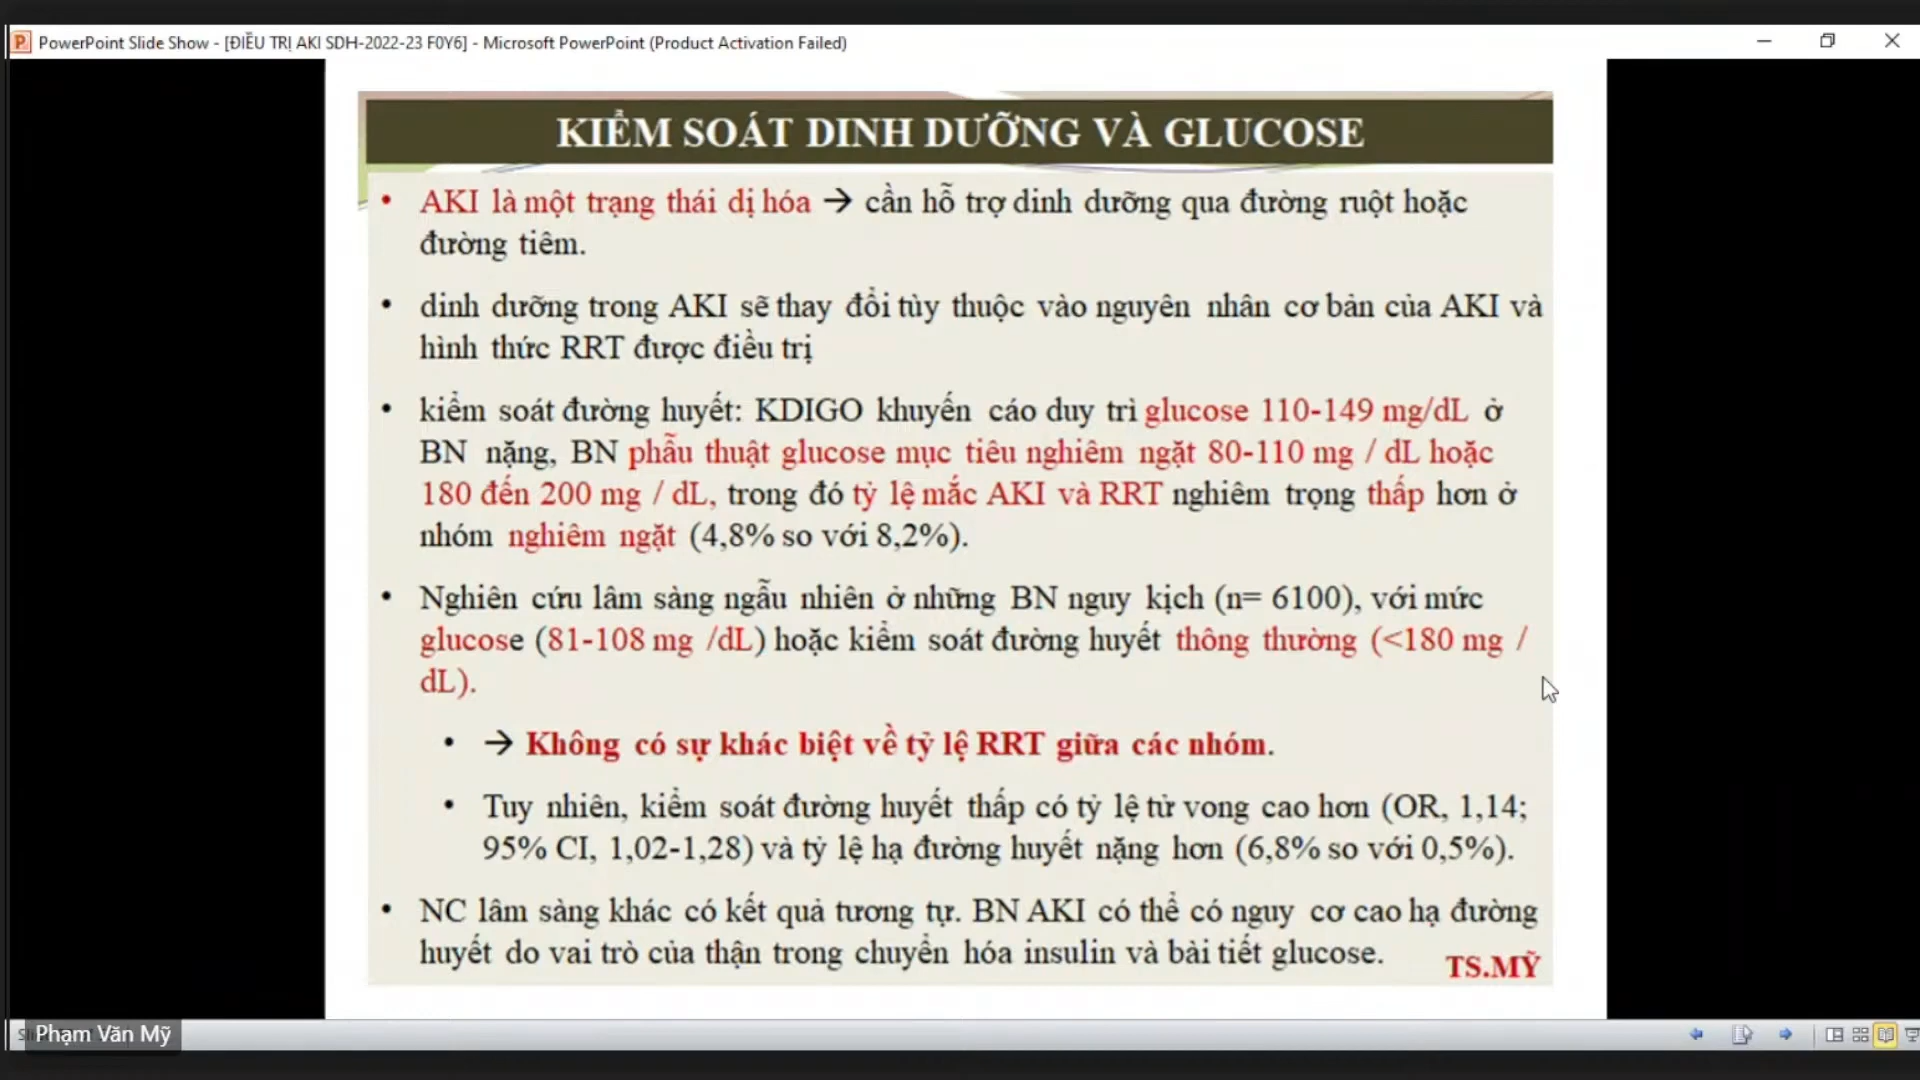 PowerPoint Slide Show - [ĐIỀU TRỊ AKI SDH-2022-23 F0Y6] - Microsoft PowerPoint (Product Activation Failed)
KIỂM SOÁT DINH DƯỠNG VÀ GLUCOSE
• AKI là một trạng thái dị hóa → cần hỗ trợ dinh dưỡng qua đường ruột hoặc
đường tiêm.
• dinh dưỡng trong AKI sẽ thay đổi tùy thuộc vào nguyên nhân cơ bản của AKI và
hình thức RRT được điều trị
• kiểm soát đường huyết: KDIGO khuyến cáo duy trì glucose 110-149 mg/dL ở
BN nặng, BN phẫu thuật glucose mục tiêu nghiêm ngặt 80-110 mg / dL hoặc
180 đến 200 mg / dL, trong đó tỷ lệ mắc AKI và RRT nghiêm trọng thấp hơn ở
nhóm nghiêm ngặt (4,8% so với 8,2%).
• Nghiên cứu lâm sàng ngẫu nhiên ở những BN nguy kịch (n= 6100), với mức
glucose (81-108 mg /dL) hoặc kiểm soát đường huyết thông thường (<180 mg /
dL).
• → Không có sự khác biệt về tỷ lệ RRT giữa các nhóm.
• Tuy nhiên, kiểm soát đường huyết thấp có tỷ lệ tử vong cao hơn (OR, 1,14;
95% CI, 1,02-1,28) và tỷ lệ hạ đường huyết nặng hơn (6,8% so với 0,5%).
• NC lâm sàng khác có kết quả tương tự. BN AKI có thể có nguy cơ cao hạ đường
huyết do vai trò của thận trong chuyển hóa insulin và bài tiết glucose.
TS.MỸ
Phạm Văn Mỹ